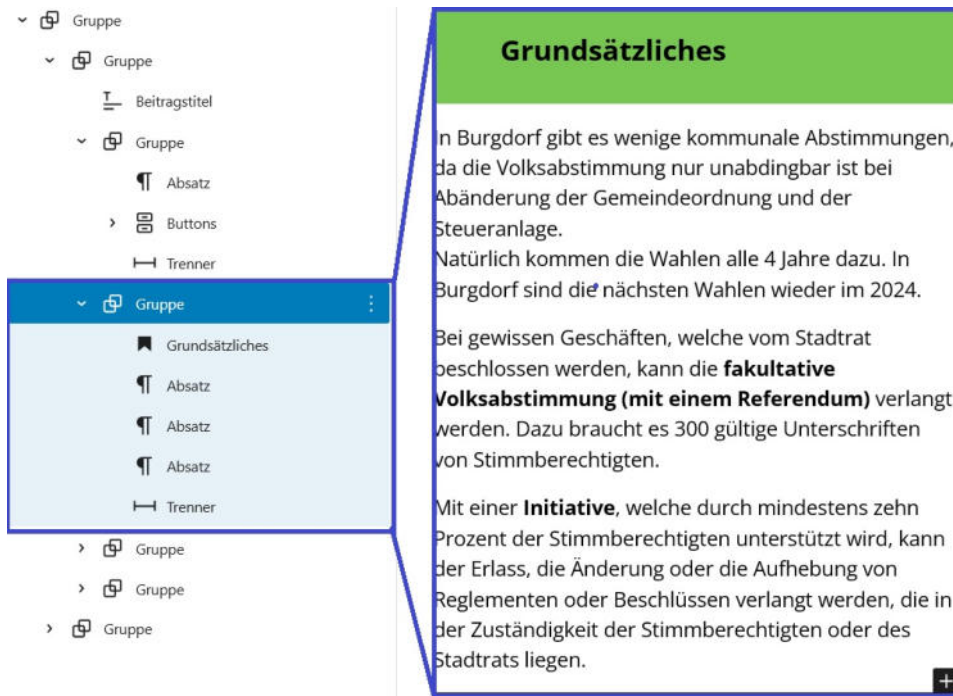 Gruppe
Gruppe
Beitragstitel
Gruppe
Absatz
Buttons
Trenner
Gruppe
Grundsätzliches
Absatz
Absatz
Absatz
Trenner
Gruppe
Gruppe
Gruppe
Grundsätzliches
In Burgdorf gibt es wenige kommunale Abstimmungen,
da die Volksabstimmung nur unabdingbar ist bei
Abänderung der Gemeindeordnung und der
Steueranlage.
Natürlich kommen die Wahlen alle 4 Jahre dazu. In
Burgdorf sind die nächsten Wahlen wieder im 2024.
Bei gewissen Geschäften, welche vom Stadtrat
beschlossen werden, kann die fakultative
Volksabstimmung (mit einem Referendum) verlangt
werden. Dazu braucht es 300 gültige Unterschriften
von Stimmberechtigten.
Mit einer Initiative, welche durch mindestens zehn
Prozent der Stimmberechtigten unterstützt wird, kann
der Erlass, die Änderung oder die Aufhebung von
Reglementen oder Beschlüssen verlangt werden, die in
der Zuständigkeit der Stimmberechtigten oder des
Stadtrats liegen.